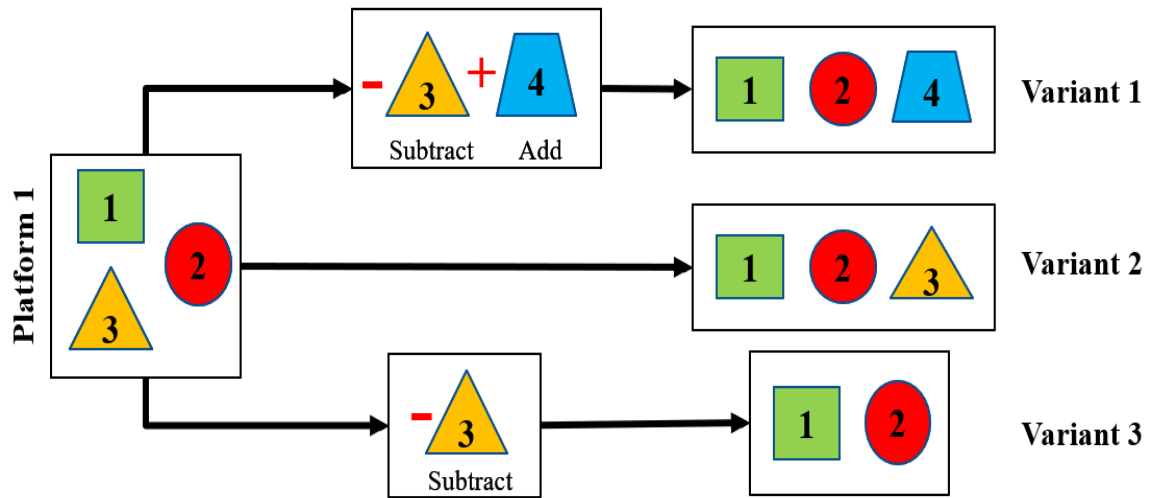 Platform 1
1
2
3
- 3 + 4
Subtract Add
1 2 4
Variant 1
1 2 3
Variant 2
- 3
Subtract
1 2
Variant 3